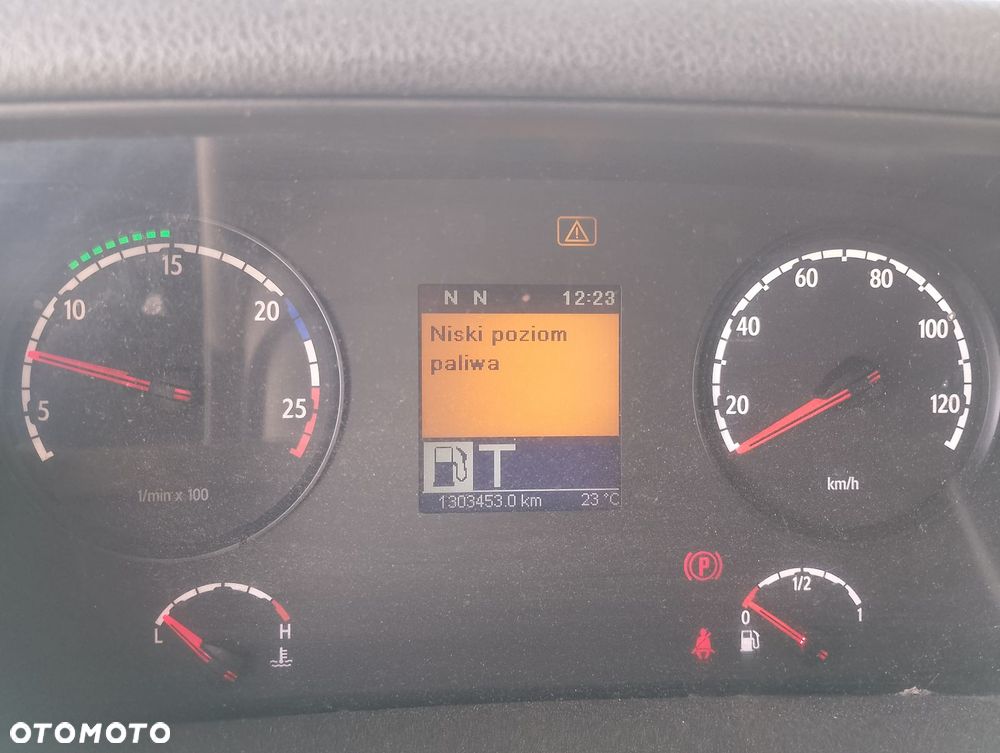 15
10
20
5
25
1/min x 100
N N 12:23
Niski poziom
paliwa
T
1303453.0 km 23 °C
60 80
40 100
20 120
km/h
L H
P
1/2
0 1
OTOMOTO